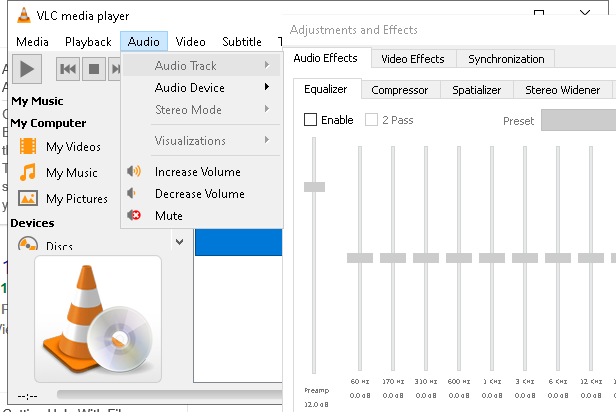 VLC media player
Media Playback Audio Video Subtitle T
Audio Track
Audio Device
Stereo Mode
Visualizations
Increase Volume
Decrease Volume
Mute
My Music
My Computer
My Videos
My Music
My Pictures
Devices
Discs
--:--
Adjustments and Effects
Audio Effects Video Effects Synchronization
Equalizer Compressor Spatializer Stereo Widener
Enable 2 Pass Preset
Preamp 60 Hz 170 Hz 310 Hz 600 Hz 1 KHz 3 KHz 6 KHz 12 KHz
12.0 dB 0.0 dB 0.0 dB 0.0 dB 0.0 dB 0.0 dB 0.0 dB 0.0 dB 0.0 dB